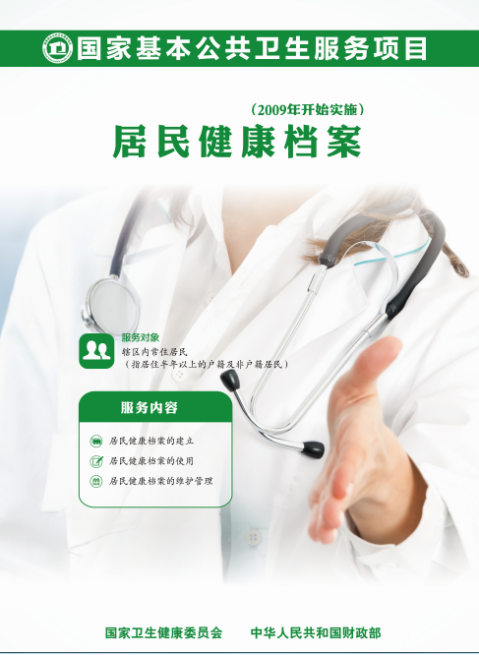 国家基本公共卫生服务项目
（2009年开始实施）
居民健康档案
服务对象
辖区内常住居民
（指居住半年以上的户籍及非户籍居民）
服务内容
居民健康档案的建立
居民健康档案的使用
居民健康档案的维护管理
国家卫生健康委员会 中华人民共和国财政部